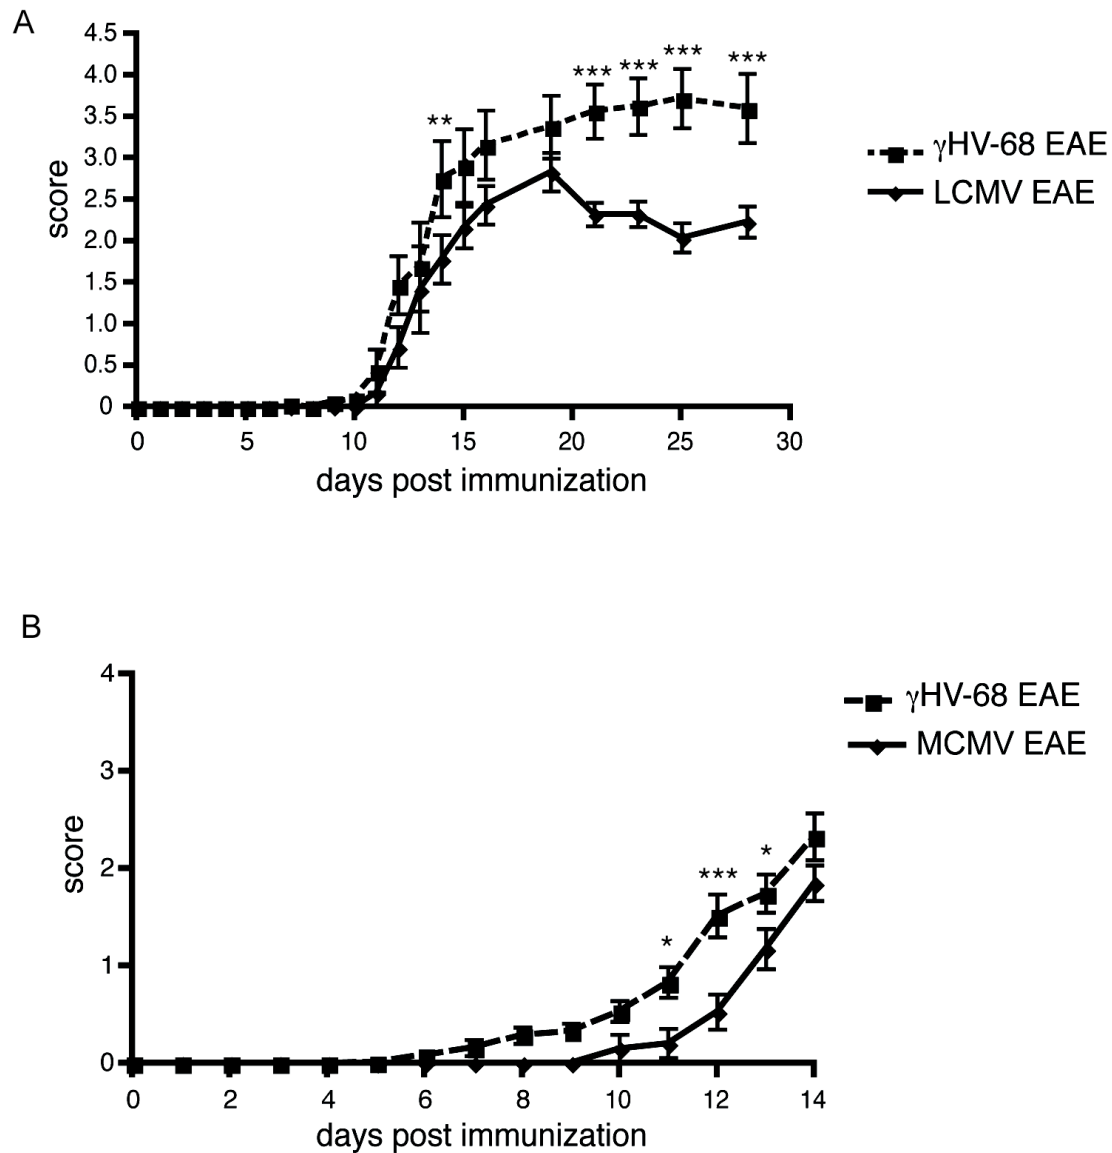 A
4.5
4.0
3.5
3.0
2.5
2.0
1.5
1.0
0.5
0
score
**
***
***
***
***
γHV-68 EAE
LCMV EAE
0 5 10 15 20 25 30
days post immunization
B
4
3
2
1
0
score
*
***
*
γHV-68 EAE
MCMV EAE
0 2 4 6 8 10 12 14
days post immunization